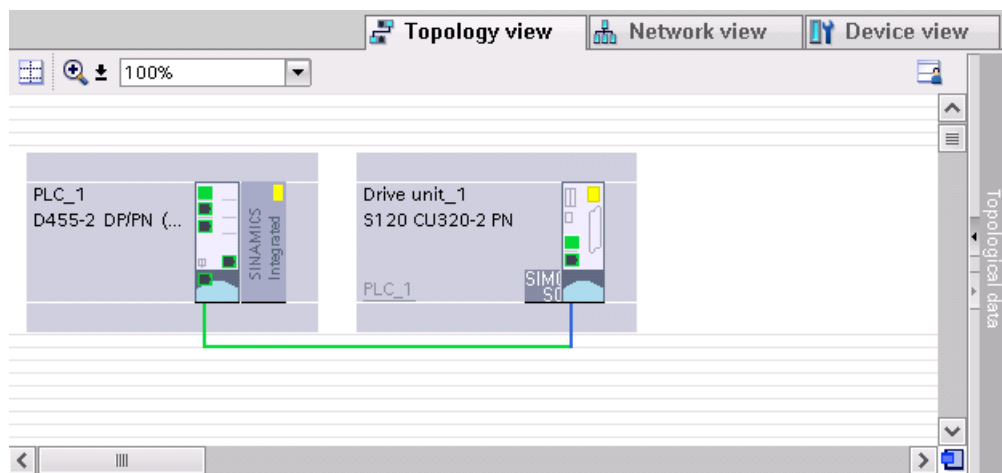 Topology view
Network view
Device view
100%
PLC_1
D455-2 DP/PN (...
SINAMICS
Integrated
Drive unit_1
S120 CU320-2 PN
PLC_1
Topological data